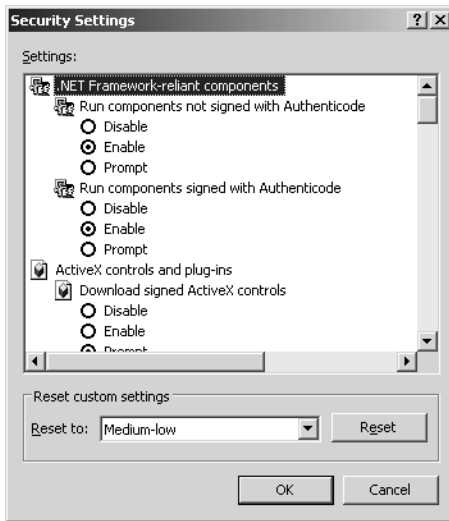 Security Settings
Settings:
.NET Framework-reliant components
Run components not signed with Authenticode
Disable
Enable
Prompt
Run components signed with Authenticode
Disable
Enable
Prompt
ActiveX controls and plug-ins
Download signed ActiveX controls
Disable
Enable
Prompt
Reset custom settings
Reset to: Medium-low Reset
OK Cancel